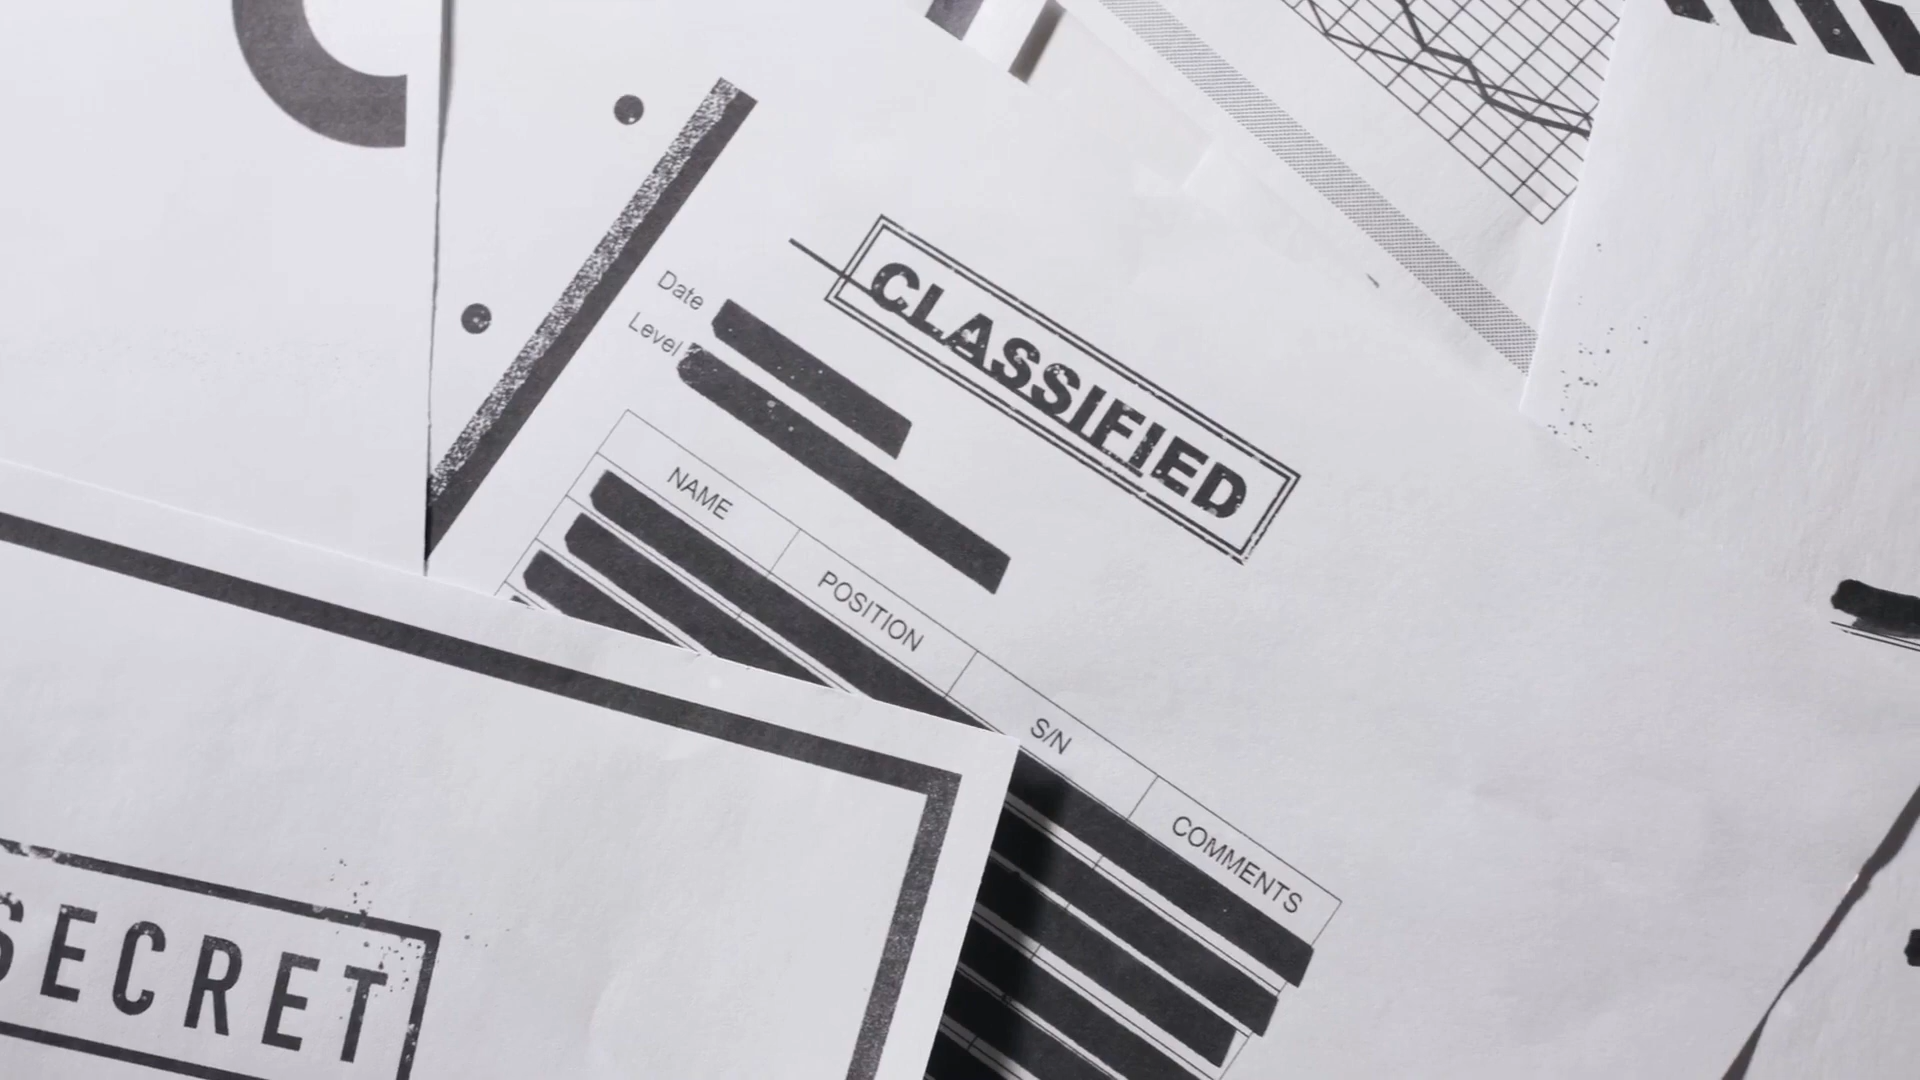 CLASSIFIED
Date
Level
NAME POSITION S/N COMMENTS
SECRET